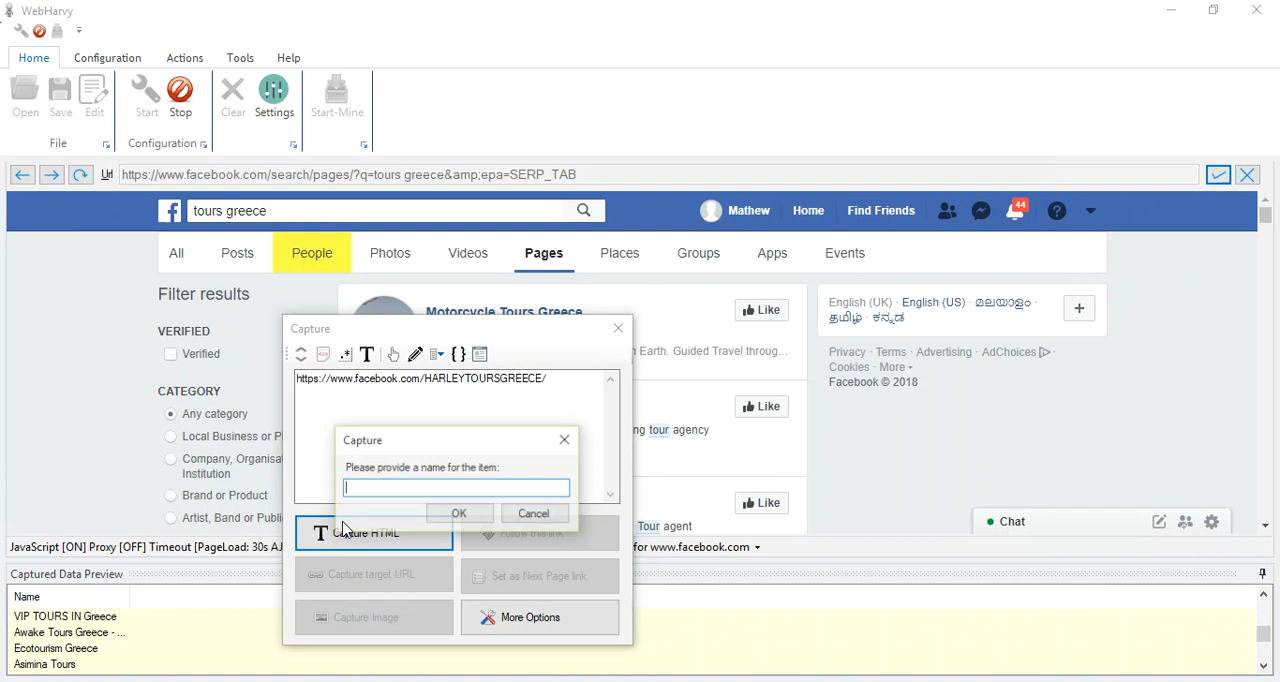 WebHarvy
Home Configuration Actions Tools Help
Open Save Edit Start Stop Clear Settings Start-Mine
File Configuration
Url https://www.facebook.com/search/pages/?q=tours greece&amp;epa=SERP_TAB
tours greece Mathew Home Find Friends 44
All Posts People Photos Videos Pages Places Groups Apps Events
Filter results
VERIFIED
Verified
CATEGORY
Any category
Local Business or P
Company, Organisa
Institution
Brand or Product
Artist, Band or Publi
Motorcycle Tours Greece
Like
Earth. Guided Travel throug...
Like
ng tour agency
Like
Tour agent
English (UK) · English (US) · മലയാളം ·
தமிழ் · ಕನ್ನಡ
Privacy · Terms · Advertising · AdChoices ·
Cookies · More
Facebook © 2018
Chat
Capture
https://www.facebook.com/HARLEYTOURSGREECE/
Capture
Please provide a name for the item:
OK Cancel
Capture HTML Follow this link
Capture target URL Set as Next Page link
Capture Image More Options
JavaScript [ON] Proxy [OFF] Timeout [PageLoad: 30s AJ
for www.facebook.com
Captured Data Preview
Name
VIP TOURS IN Greece
Awake Tours Greece - ...
Ecotourism Greece
Asimina Tours